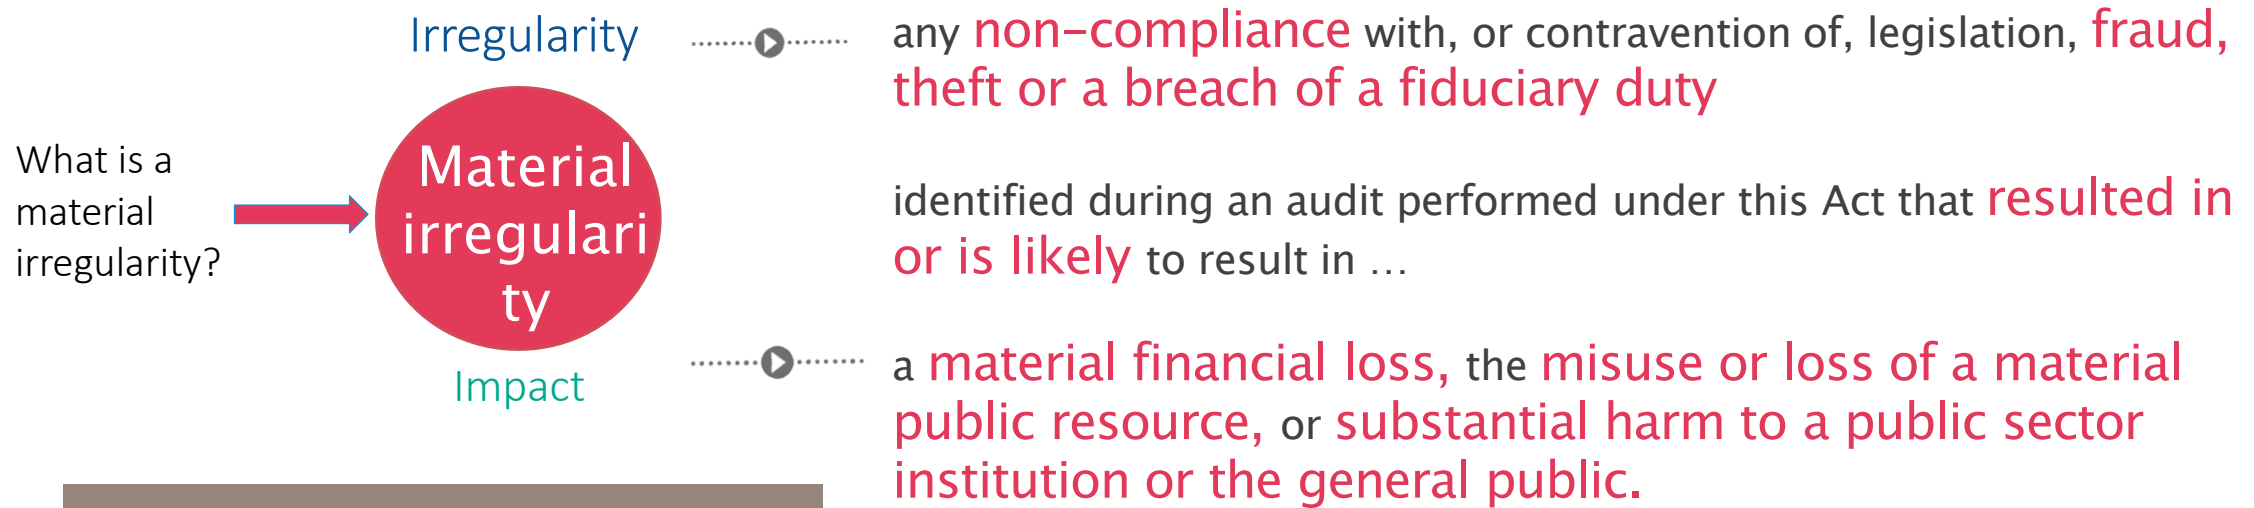 What is a
material
irregularity?
Irregularity
Material
irregulari
ty
Impact
any non-compliance with, or contravention of, legislation, fraud,
theft or a breach of a fiduciary duty
identified during an audit performed under this Act that resulted in
or is likely to result in …
a material financial loss, the misuse or loss of a material
public resource, or substantial harm to a public sector
institution or the general public.